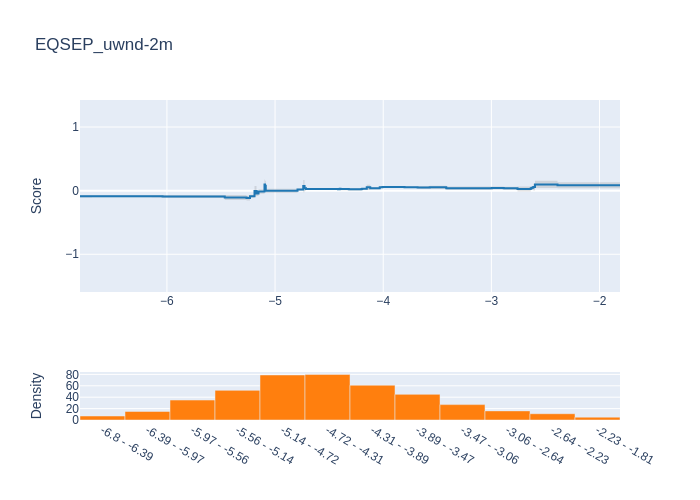 EQSEP_uwnd-2m
Score
1
0
−1
−6
−5
−4
−3
−2
Density
80
60
40
20
0
-6.8 - -6.39
-6.39 - -5.97
-5.97 - -5.56
-5.56 - -5.14
-5.14 - -4.72
-4.72 - -4.31
-4.31 - -3.89
-3.89 - -3.47
-3.47 - -3.06
-3.06 - -2.64
-2.64 - -2.23
-2.23 - -1.81